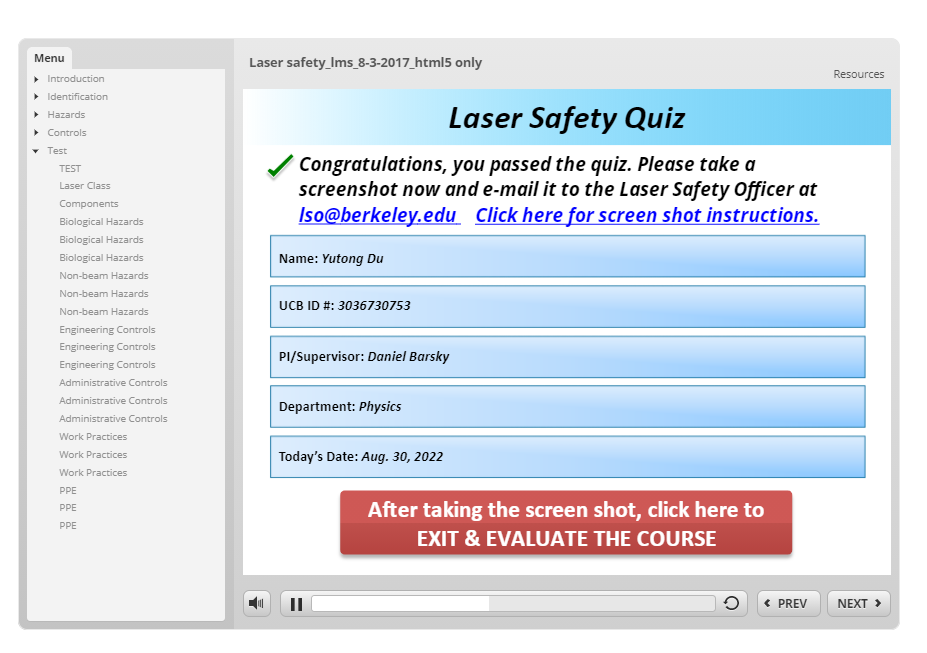 Menu
Introduction
Identification
Hazards
Controls
Test
TEST
Laser Class
Components
Biological Hazards
Biological Hazards
Biological Hazards
Non-beam Hazards
Non-beam Hazards
Non-beam Hazards
Engineering Controls
Engineering Controls
Engineering Controls
Administrative Controls
Administrative Controls
Administrative Controls
Work Practices
Work Practices
Work Practices
PPE
PPE
PPE
Laser safety_lms_8-3-2017_html5 only
Resources
Laser Safety Quiz
Congratulations, you passed the quiz. Please take a
screenshot now and e-mail it to the Laser Safety Officer at
lso@berkeley.edu Click here for screen shot instructions.
Name: Yutong Du
UCB ID #: 3036730753
PI/Supervisor: Daniel Barsky
Department: Physics
Today's Date: Aug. 30, 2022
After taking the screen shot, click here to
EXIT & EVALUATE THE COURSE
PREV
NEXT